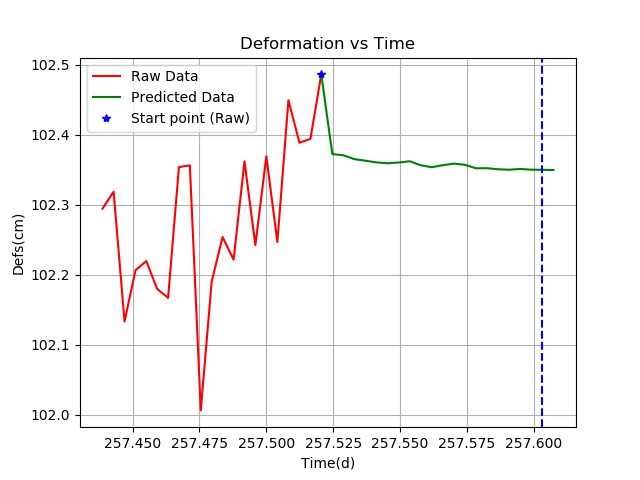 Deformation vs Time
102.5
102.4
102.3
102.2
102.1
102.0
Defs(cm)
Raw Data
Predicted Data
Start point (Raw)
257.450 257.475 257.500 257.525 257.550 257.575 257.600
Time(d)